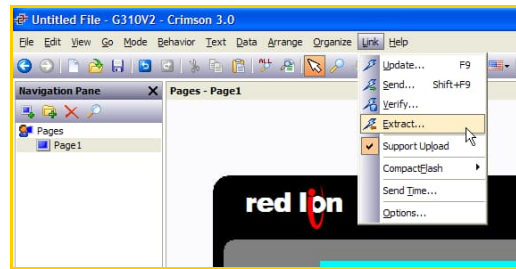 Untitled File - G310V2 - Crimson 3.0
File Edit View Go Mode Behavior Text Data Arrange Organize Link Help
ALL
Navigation Pane X
Pages - Page1
Pages
Page1
Update... F9
Send... Shift+F9
Verify...
Extract...
Support Upload
CompactFlash
Send Time...
Options...
red lion